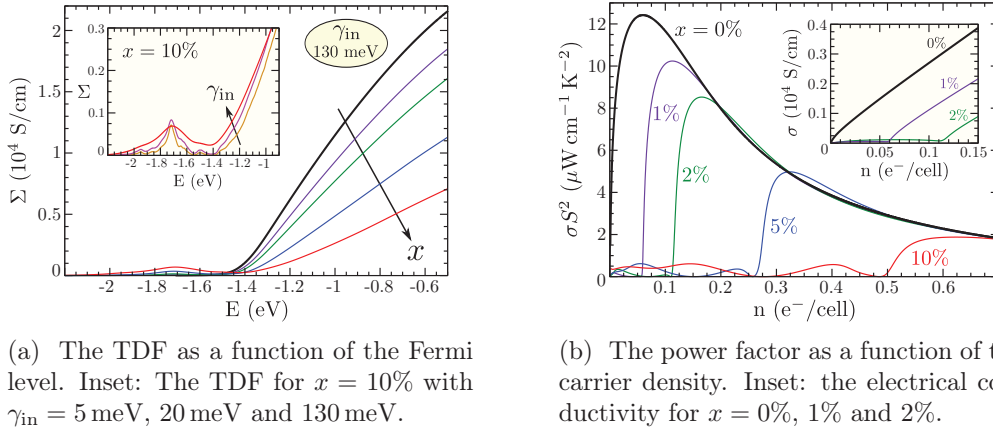 0.3
0.2
0.1
0
Σ
x = 10%
γin
-2
-1.8
-1.6
-1.4
-1.2
-1
E (eV)
γin
130 meV
2
1.5
1
0.5
0
Σ (10⁴ S/cm)
x
-2
-1.8
-1.6
-1.4
-1.2
-1
-0.8
-0.6
E (eV)
(a) The TDF as a function of the Fermi
level. Inset: The TDF for x = 10% with
γin = 5 meV, 20 meV and 130 meV.
12
10
8
6
4
2
0
σS² (μW cm⁻¹ K⁻²)
x = 0%
1%
2%
5%
10%
0.4
0.3
0.2
0.1
0
σ (10⁴ S/cm)
0%
1%
2%
0.05
0.1
0.15
n (e⁻/cell)
0.1
0.2
0.3
0.4
0.5
0.6
0.7
n (e⁻/cell)
(b) The power factor as a function of t
carrier density. Inset: the electrical co
ductivity for x = 0%, 1% and 2%.